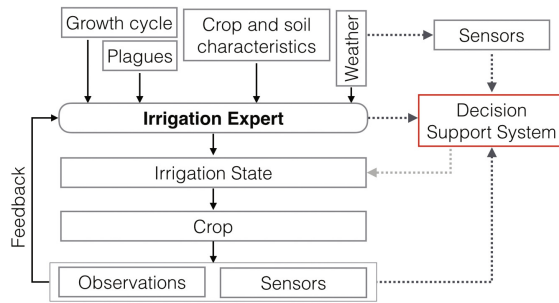 Growth cycle
Plagues
Crop and soil
characteristics
Weather
Sensors
Irrigation Expert
Decision
Support System
Irrigation State
Feedback
Crop
Observations
Sensors